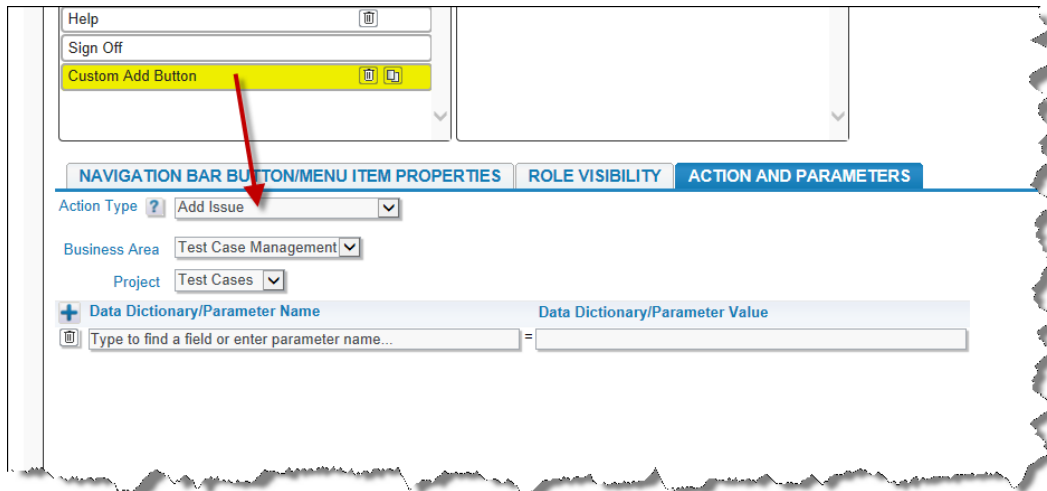 Help
Sign Off
Custom Add Button
NAVIGATION BAR BUTTON/MENU ITEM PROPERTIES ROLE VISIBILITY ACTION AND PARAMETERS
Action Type ? Add Issue
Business Area Test Case Management
Project Test Cases
Data Dictionary/Parameter Name Data Dictionary/Parameter Value
Type to find a field or enter parameter name... =